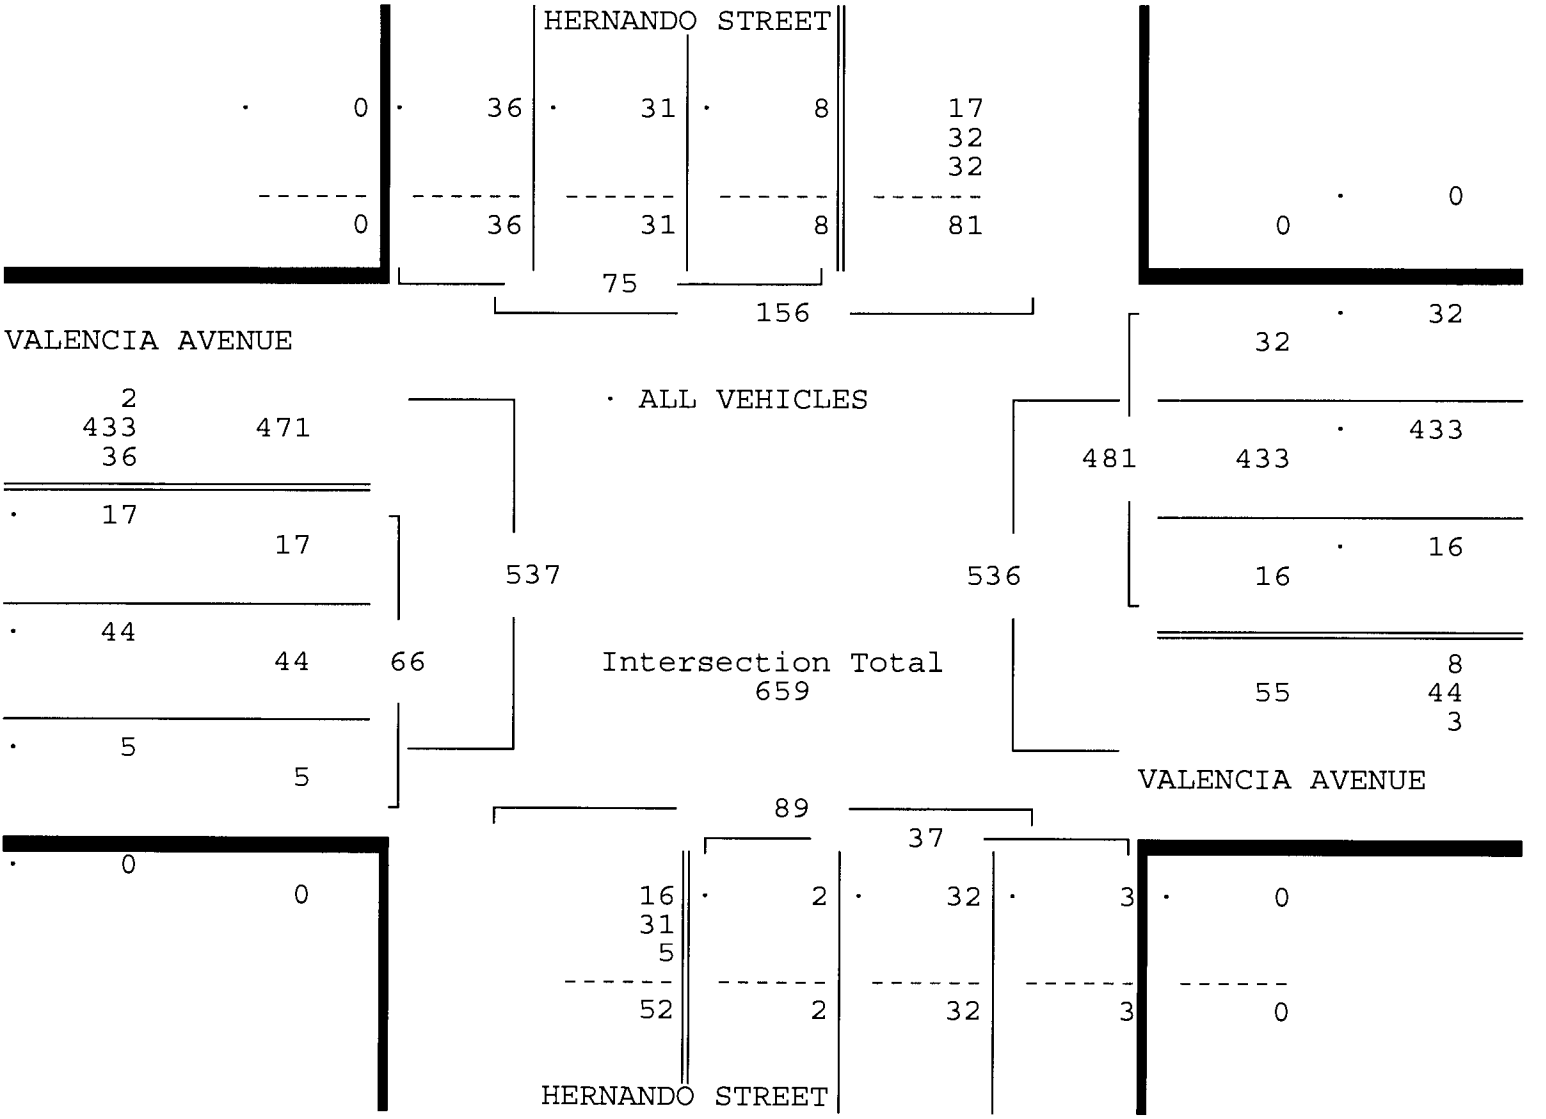 HERNANDO STREET
· 0 · 36 · 31 · 8 17
32
32
------ ------ ------ ------ ------ · 0
0 36 31 8 81 0
75
156 · 32
VALENCIA AVENUE 32
2 · ALL VEHICLES
433 471 · 433
36 481 433
· 17
17 · 16
537 536 16
· 44
44 66 Intersection Total 8
659 55 44
3
· 5
5 VALENCIA AVENUE
89
37
· 0
0 16 · 2 · 32 · 3 · 0
31
5
------ ------ ------ ------ ------
52 2 32 3 0
HERNANDO STREET